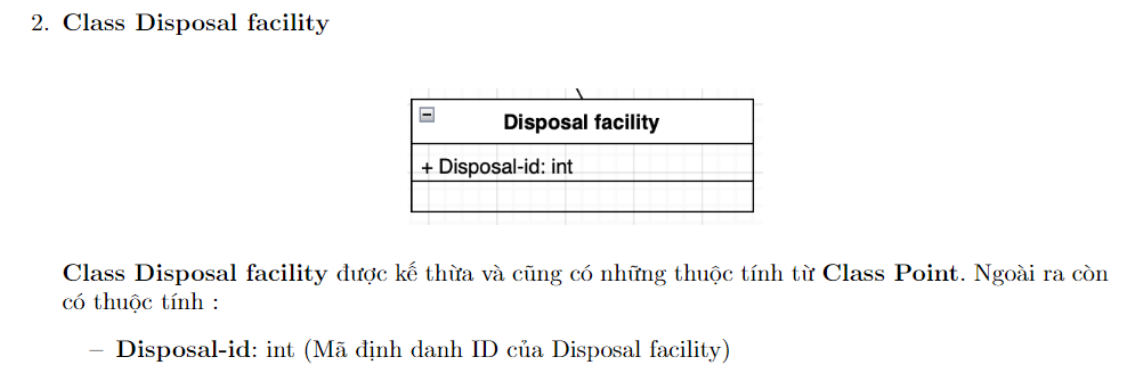 2. Class Disposal facility
Disposal facility
+ Disposal-id: int
Class Disposal facility được kế thừa và cũng có những thuộc tính từ Class Point. Ngoài ra còn
có thuộc tính :
– Disposal-id: int (Mã định danh ID của Disposal facility)